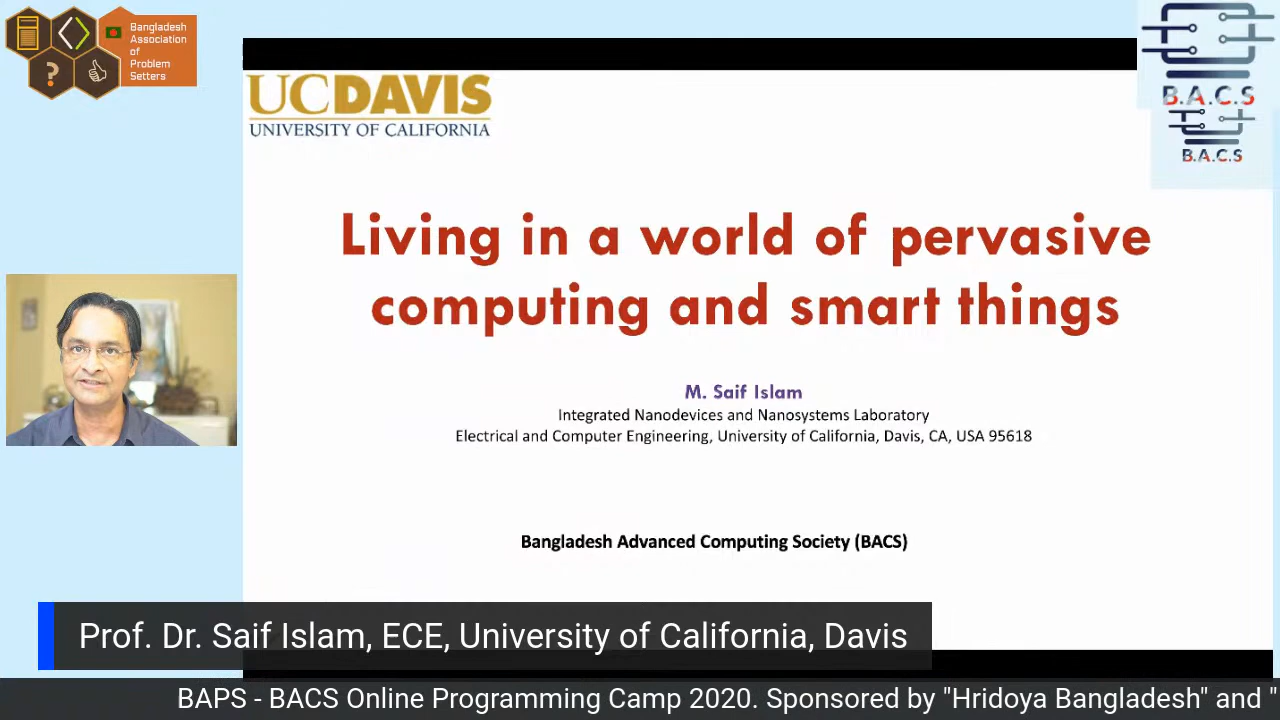 Bangladesh
Association
of
Problem
Setters
?
B.A.C.S
B.A.C.S
UCDAVIS
UNIVERSITY OF CALIFORNIA
Living in a world of pervasive
computing and smart things
M. Saif Islam
Integrated Nanodevices and Nanosystems Laboratory
Electrical and Computer Engineering, University of California, Davis, CA, USA 95618
Bangladesh Advanced Computing Society (BACS)
Prof. Dr. Saif Islam, ECE, University of California, Davis
BAPS - BACS Online Programming Camp 2020. Sponsored by "Hridoya Bangladesh" and "